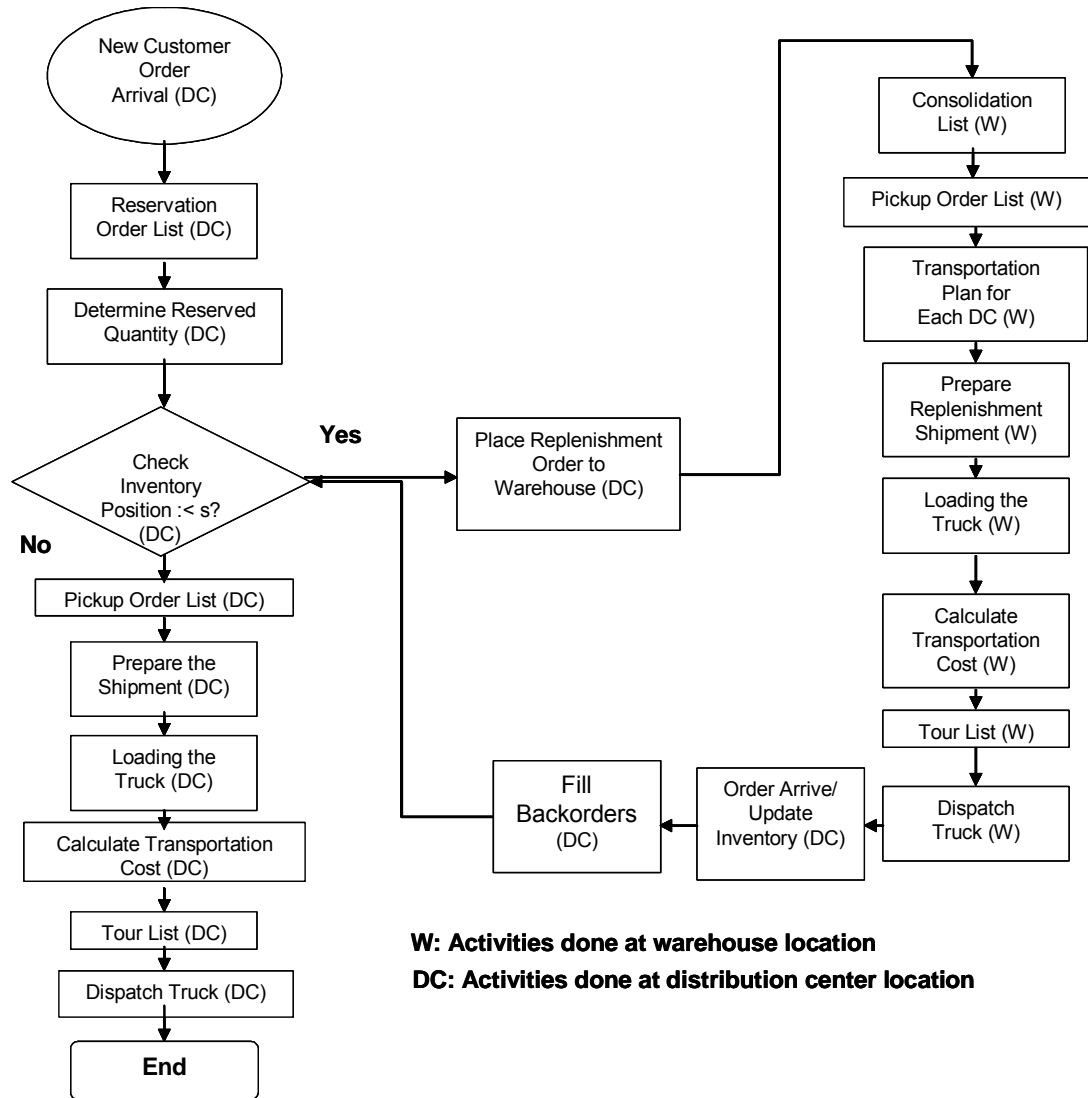 New Customer
Order
Arrival (DC)
Reservation
Order List (DC)
Determine Reserved
Quantity (DC)
Check
Inventory
Position :< s?
(DC)
Yes
No
Pickup Order List (DC)
Prepare the
Shipment (DC)
Loading the
Truck (DC)
Calculate Transportation
Cost (DC)
Tour List (DC)
Dispatch Truck (DC)
End
Place Replenishment
Order to
Warehouse (DC)
Consolidation
List (W)
Pickup Order List (W)
Transportation
Plan for
Each DC (W)
Prepare
Replenishment
Shipment (W)
Loading the
Truck (W)
Calculate
Transportation
Cost (W)
Tour List (W)
Dispatch
Truck (W)
Order Arrive/
Update
Inventory (DC)
Fill
Backorders
(DC)
W: Activities done at warehouse location
DC: Activities done at distribution center location